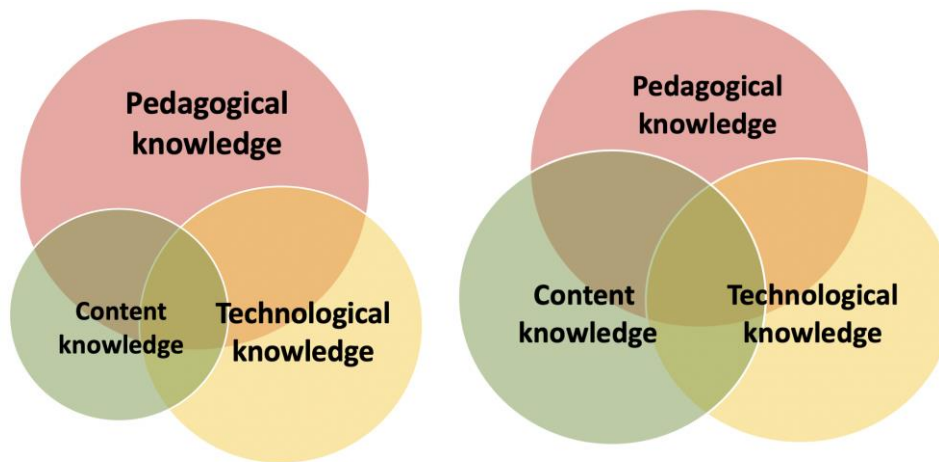 Pedagogical
knowledge
Content
knowledge
Technological
knowledge
Pedagogical
knowledge
Content
knowledge
Technological
knowledge